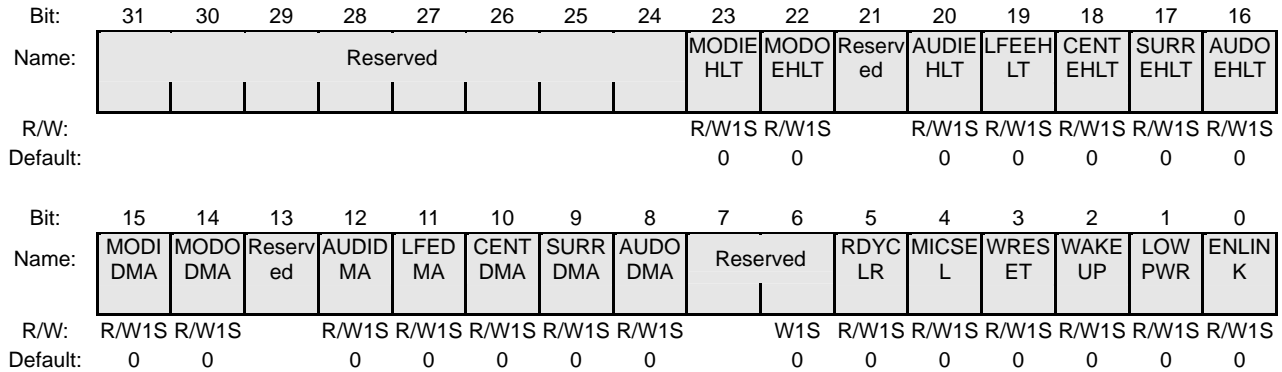 Bit: 31 30 29 28 27 26 25 24 23 22 21 20 19 18 17 16
Name: Reserved MODIE MODO Reserv AUDIE LFEEH CENT SURR AUDO
HLT EHLT ed HLT LT EHLT EHLT EHLT
R/W: R/W1S R/W1S R/W1S R/W1S R/W1S R/W1S R/W1S
Default: 0 0 0 0 0 0 0
Bit: 15 14 13 12 11 10 9 8 7 6 5 4 3 2 1 0
Name: MODI MODO Reserv AUDID LFED CENT SURR AUDO Reserved RDYC MICSE WRES WAKE LOW ENLIN
DMA DMA ed MA MA DMA DMA DMA LR L ET UP PWR K
R/W: R/W1S R/W1S R/W1S R/W1S R/W1S R/W1S R/W1S W1S R/W1S R/W1S R/W1S R/W1S R/W1S R/W1S
Default: 0 0 0 0 0 0 0 0 0 0 0 0 0 0